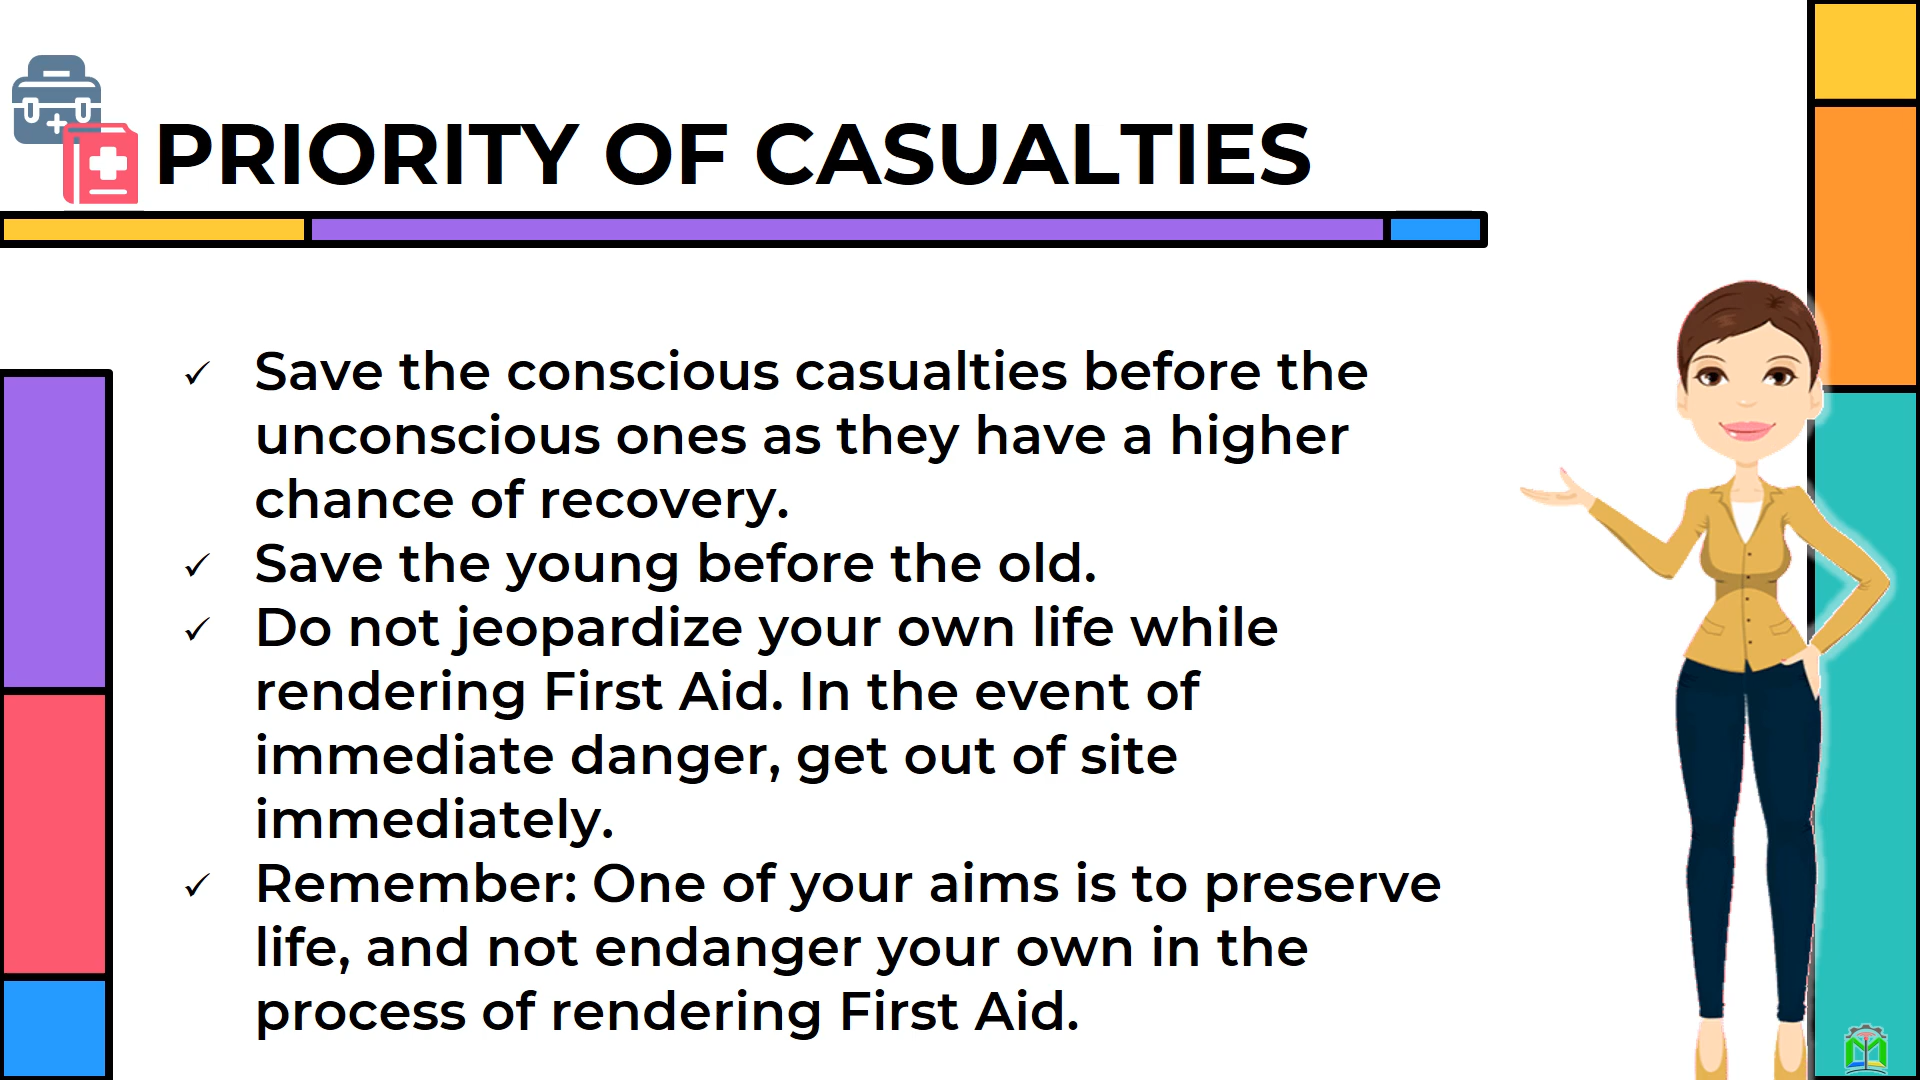 PRIORITY OF CASUALTIES
✓ Save the conscious casualties before the
unconscious ones as they have a higher
chance of recovery.
✓ Save the young before the old.
✓ Do not jeopardize your own life while
rendering First Aid. In the event of
immediate danger, get out of site
immediately.
✓ Remember: One of your aims is to preserve
life, and not endanger your own in the
process of rendering First Aid.